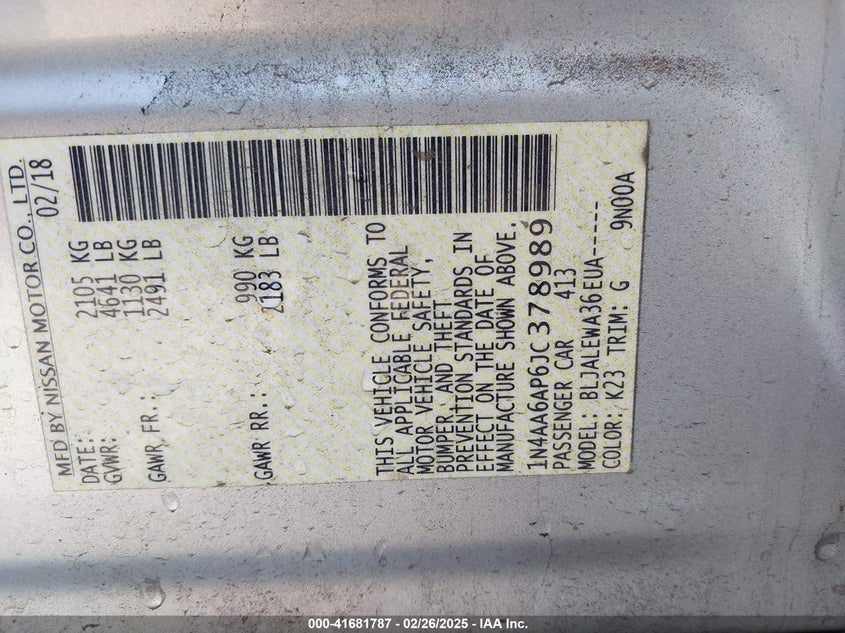 MFD BY NISSAN MOTOR CO., LTD.
DATE: 02/18
GVWR: 2105 KG
4641 LB
GAWR FR.: 1130 KG
2491 LB
GAWR RR.: 990 KG
2183 LB
THIS VEHICLE CONFORMS TO
ALL APPLICABLE FEDERAL
MOTOR VEHICLE SAFETY,
BUMPER, AND THEFT
PREVENTION STANDARDS IN
EFFECT ON THE DATE OF
MANUFACTURE SHOWN ABOVE.
1N4AA6AP6JC378989
PASSENGER CAR 413
MODEL: BLJALEWA36EUA-----
COLOR: K23 TRIM: G 9N00A
000-41681787 - 02/26/2025 - IAA Inc.